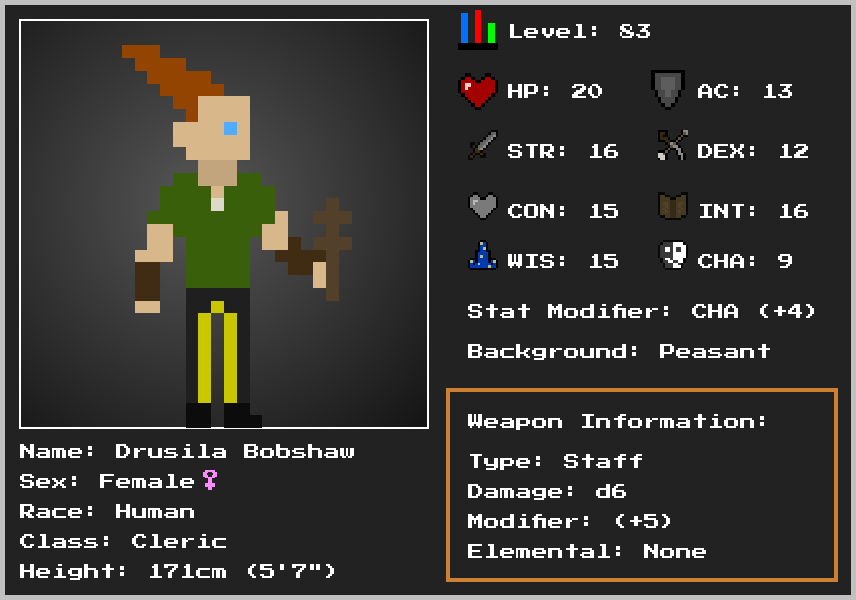 Level: 83
HP: 20
AC: 13
STR: 16
DEX: 12
CON: 15
INT: 16
WIS: 15
CHA: 9
Stat Modifier: CHA (+4)
Background: Peasant
Weapon Information:
Type: Staff
Damage: d6
Modifier: (+5)
Elemental: None
Name: Drusila Bobshaw
Sex: Female♀
Race: Human
Class: Cleric
Height: 171cm (5'7")